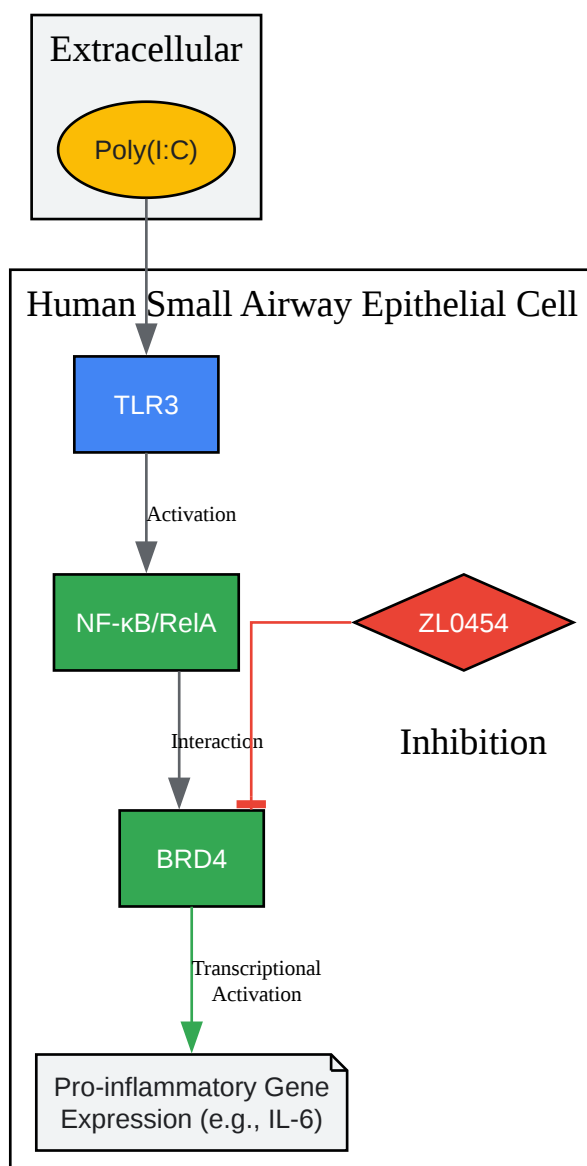 Extracellular
Poly(I:C)
Human Small Airway Epithelial Cell
TLR3
Activation
NF-κB/RelA
ZL0454
Interaction
Inhibition
BRD4
Transcriptional
Activation
Pro-inflammatory Gene
Expression (e.g., IL-6)